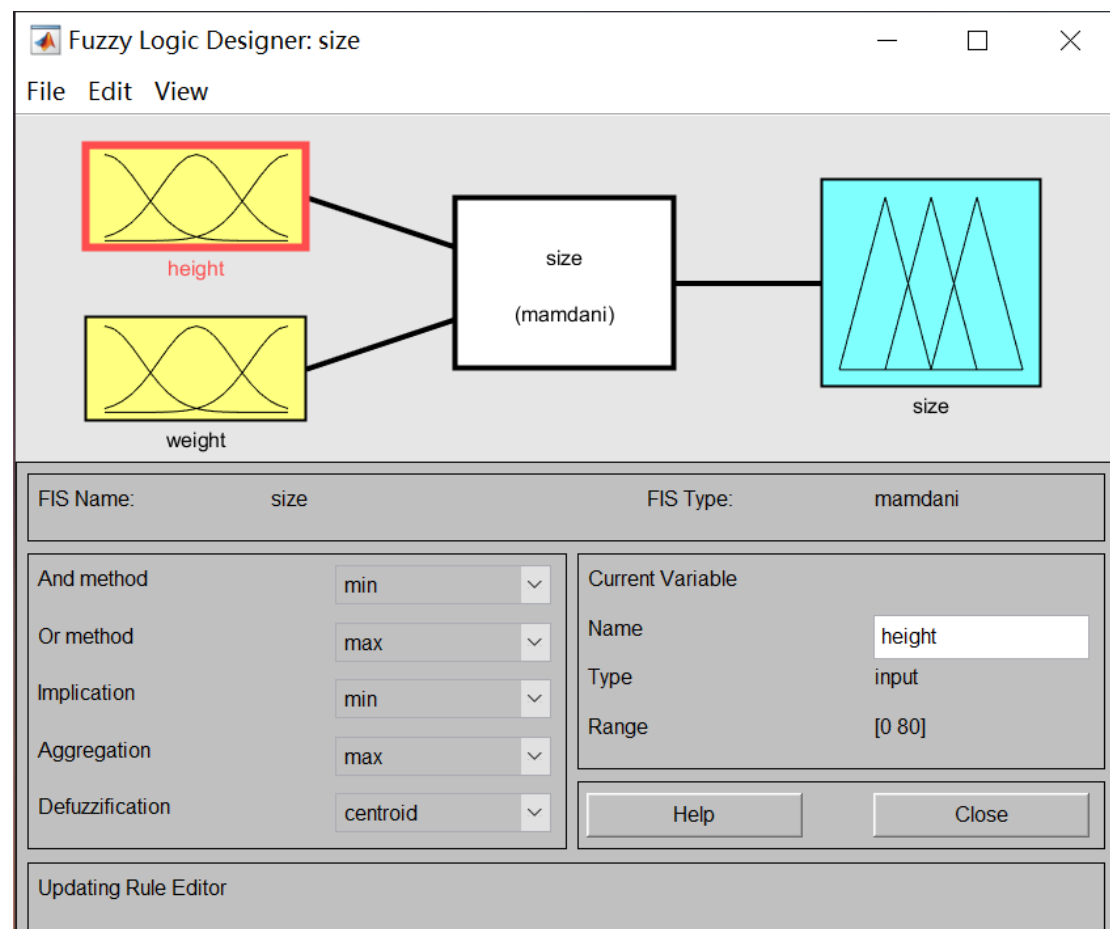 Fuzzy Logic Designer: size
File Edit View
height
weight
size
(mamdani)
size
FIS Name: size FIS Type: mamdani
And method min
Or method max
Implication min
Aggregation max
Defuzzification centroid
Current Variable
Name height
Type input
Range [0 80]
Help Close
Updating Rule Editor